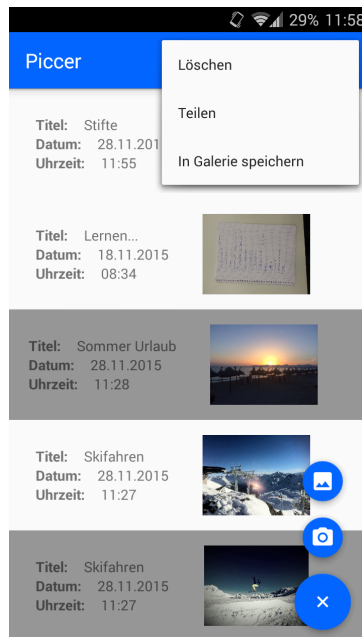 29% 11:58
Piccer
Löschen
Teilen
In Galerie speichern
Titel: Stifte
Datum: 28.11.201
Uhrzeit: 11:55
Titel: Lernen...
Datum: 18.11.2015
Uhrzeit: 08:34
Titel: Sommer Urlaub
Datum: 28.11.2015
Uhrzeit: 11:28
Titel: Skifahren
Datum: 28.11.2015
Uhrzeit: 11:27
Titel: Skifahren
Datum: 28.11.2015
Uhrzeit: 11:27